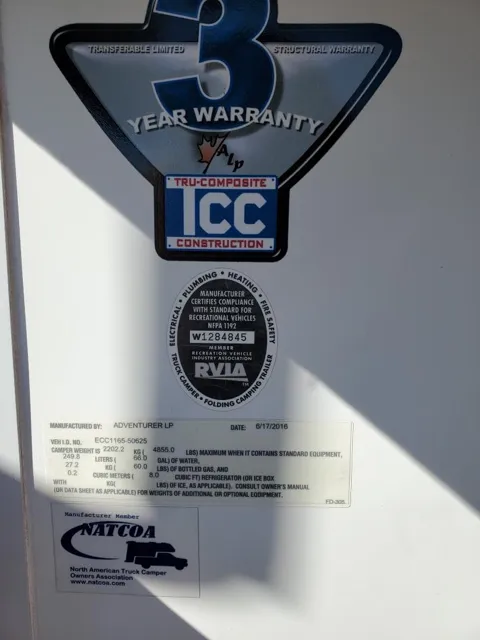 3
TRANSFERABLE LIMITED STRUCTURAL WARRANTY
YEAR WARRANTY
ALP
TRU-COMPOSITE
TCC
CONSTRUCTION
ELECTRICAL • PLUMBING • HEATING • FIRE SAFETY
MANUFACTURER
CERTIFIES COMPLIANCE
WITH STANDARD FOR
RECREATIONAL VEHICLES
NFPA 1192
W1284845
MEMBER
RECREATION VEHICLE
INDUSTRY ASSOCIATION
RVIA
TRUCK CAMPER • FOLDING CAMPING TRAILER
MANUFACTURED BY: ADVENTURER LP DATE: 6/17/2016
VEH I.D. NO. ECC1165-50625
CAMPER WEIGHT IS 2202.2 KG ( 4855.0 LBS) MAXIMUM WHEN IT CONTAINS STANDARD EQUIPMENT,
249.8 LITERS ( 66.0 GAL) OF WATER,
27.2 KG ( 60.0 LBS) OF BOTTLED GAS, AND
0.2 CUBIC METERS ( 8.0 CUBIC FT) REFRIGERATOR (OR ICE BOX
WITH KG( LBS) OF ICE, AS APPLICABLE). CONSULT OWNER'S MANUAL
(OR DATA SHEET AS APPLICABLE) FOR WEIGHTS OF ADDITIONAL OR OPTIONAL EQUIPMENT.
Manufacturer Member
NATCOA
North American Truck Camper
Owners Association
www.natcoa.com